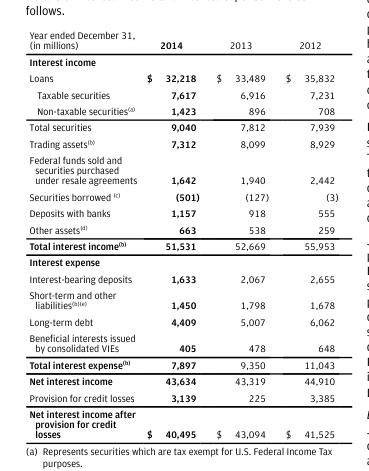 follows.
Year ended December 31,
(in millions) 2014 2013 2012
Interest income
Loans $ 32,218 $ 33,489 $ 35,832
Taxable securities 7,617 6,916 7,231
Non-taxable securities(a) 1,423 896 708
Total securities 9,040 7,812 7,939
Trading assets(b) 7,312 8,099 8,929
Federal funds sold and
securities purchased
under resale agreements 1,642 1,940 2,442
Securities borrowed (c) (501) (127) (3)
Deposits with banks 1,157 918 555
Other assets(d) 663 538 259
Total interest income(b) 51,531 52,669 55,953
Interest expense
Interest-bearing deposits 1,633 2,067 2,655
Short-term and other
liabilities(b)(e) 1,450 1,798 1,678
Long-term debt 4,409 5,007 6,062
Beneficial interests issued
by consolidated VIEs 405 478 648
Total interest expense(b) 7,897 9,350 11,043
Net interest income 43,634 43,319 44,910
Provision for credit losses 3,139 225 3,385
Net interest income after
provision for credit
losses $ 40,495 $ 43,094 $ 41,525
(a) Represents securities which are tax exempt for U.S. Federal Income Tax
purposes.